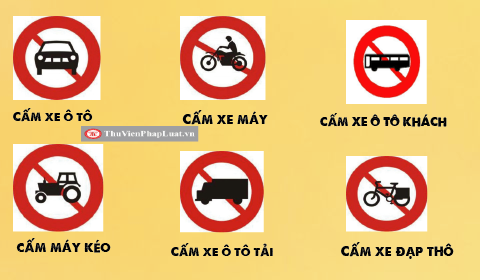 CẤM XE Ô TÔ
CẤM XE MÁY
CẤM XE Ô TÔ KHÁCH
ThuVienPhapLuat.vn
CẤM MÁY KÉO
CẤM XE Ô TÔ TẢI
CẤM XE ĐẠP THÔ